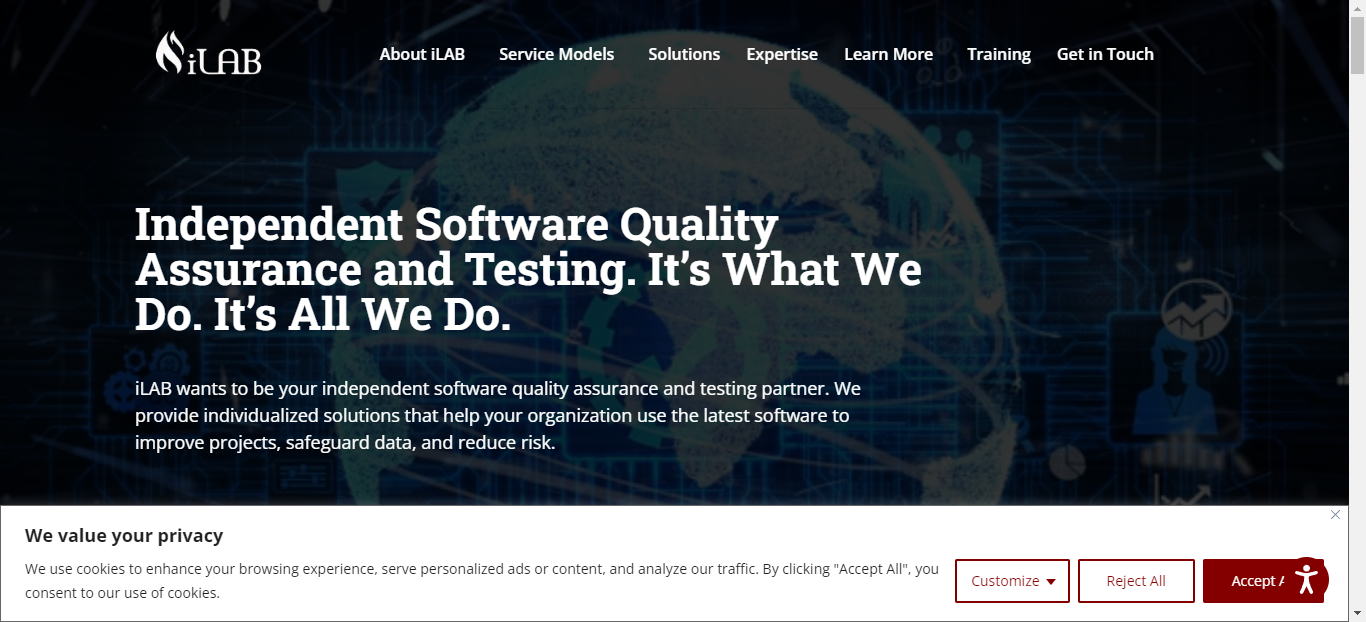 iLAB
About iLAB
Service Models
Solutions
Expertise
Learn More
Training
Get in Touch
Independent Software Quality
Assurance and Testing. It’s What We
Do. It’s All We Do.
iLAB wants to be your independent software quality assurance and testing partner. We
provide individualized solutions that help your organization use the latest software to
improve projects, safeguard data, and reduce risk.
We value your privacy
We use cookies to enhance your browsing experience, serve personalized ads or content, and analyze our traffic. By clicking "Accept All", you
consent to our use of cookies.
Customize
Reject All
Accept